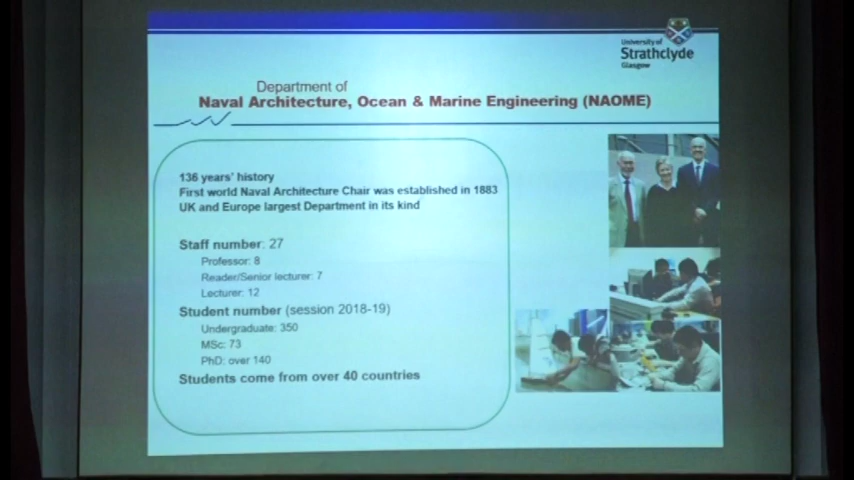 University of
Strathclyde
Glasgow
Department of
Naval Architecture, Ocean & Marine Engineering (NAOME)
136 years' history
First world Naval Architecture Chair was established in 1883
UK and Europe largest Department in its kind
Staff number: 27
Professor: 8
Reader/Senior lecturer: 7
Lecturer: 12
Student number (session 2018-19)
Undergraduate: 350
MSc: 73
PhD: over 140
Students come from over 40 countries